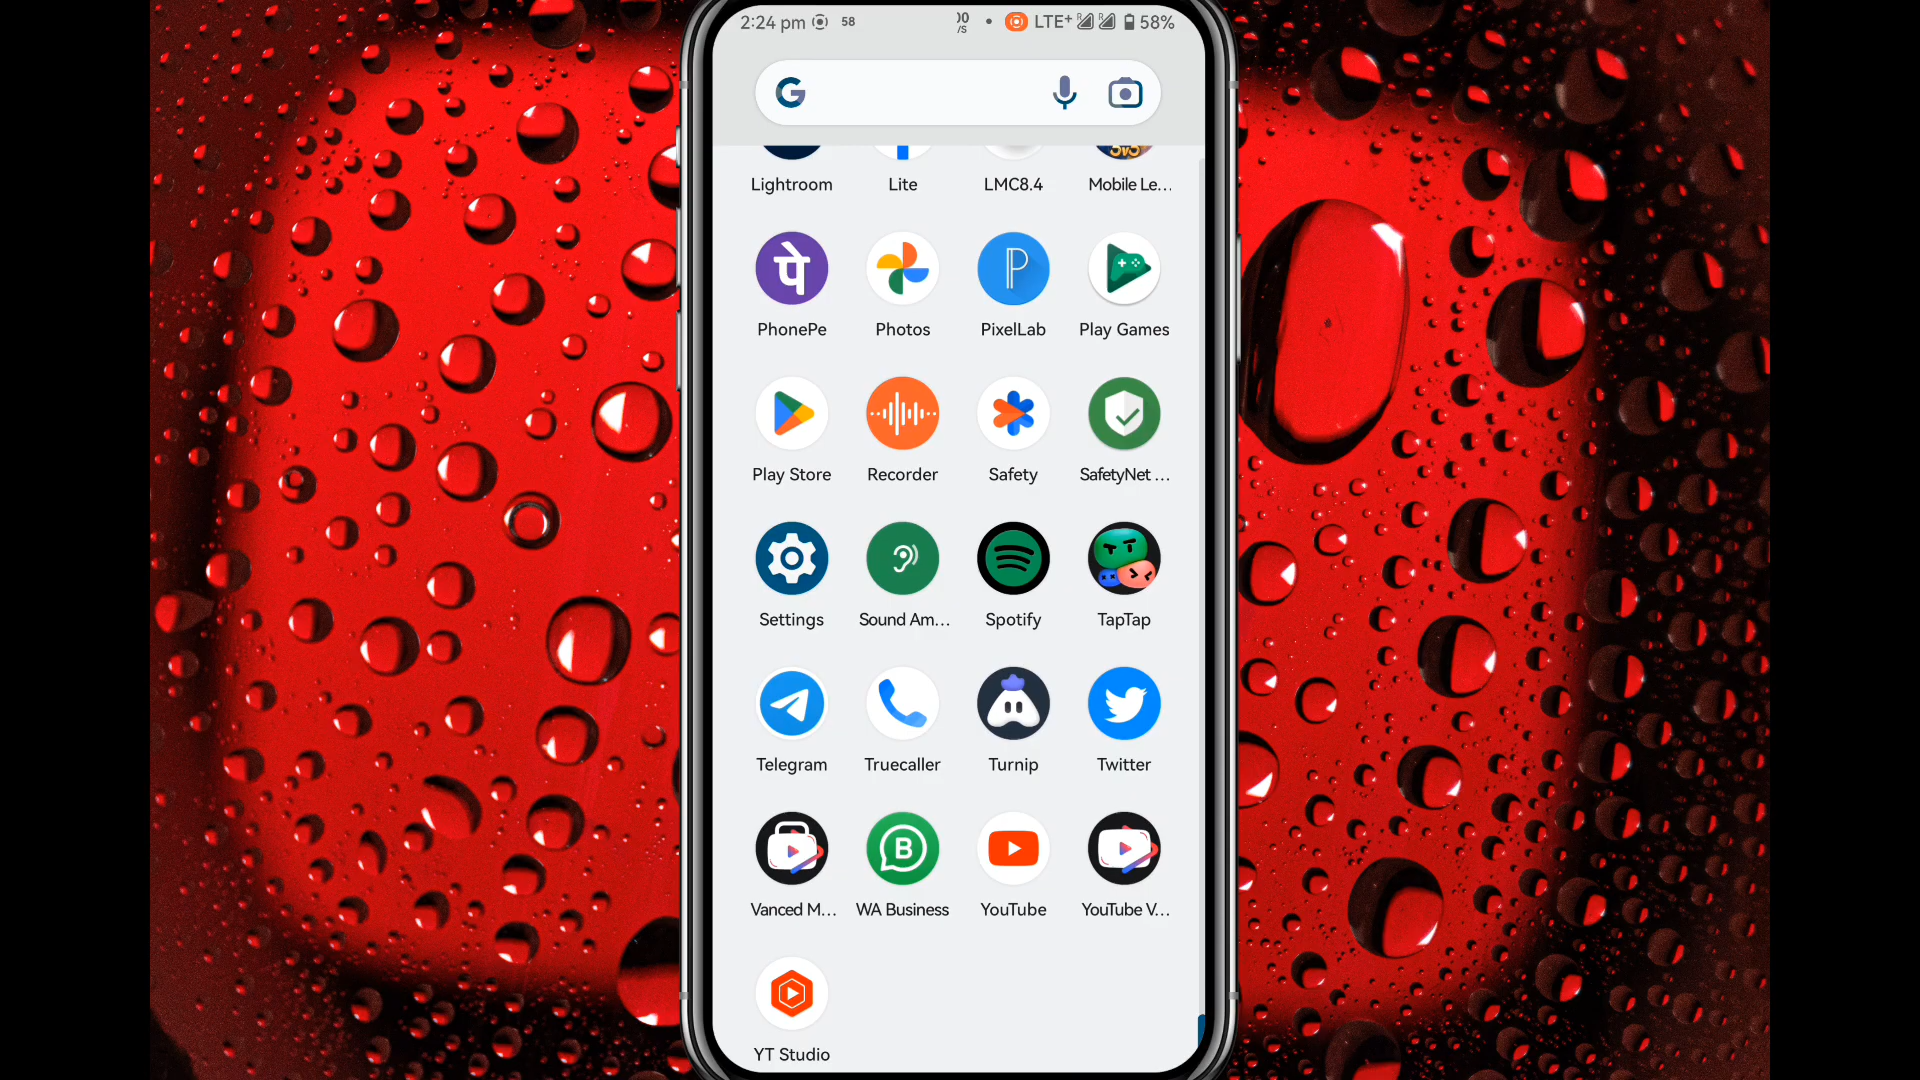 2:24 pm 58 LTE+ 58%
G
5v5
Lightroom Lite LMC8.4 Mobile Le...
पे P
PhonePe Photos PixelLab Play Games
Play Store Recorder Safety SafetyNet ...
Settings Sound Am... Spotify TapTap
Telegram Truecaller Turnip Twitter
B
Vanced M... WA Business YouTube YouTube V...
YT Studio